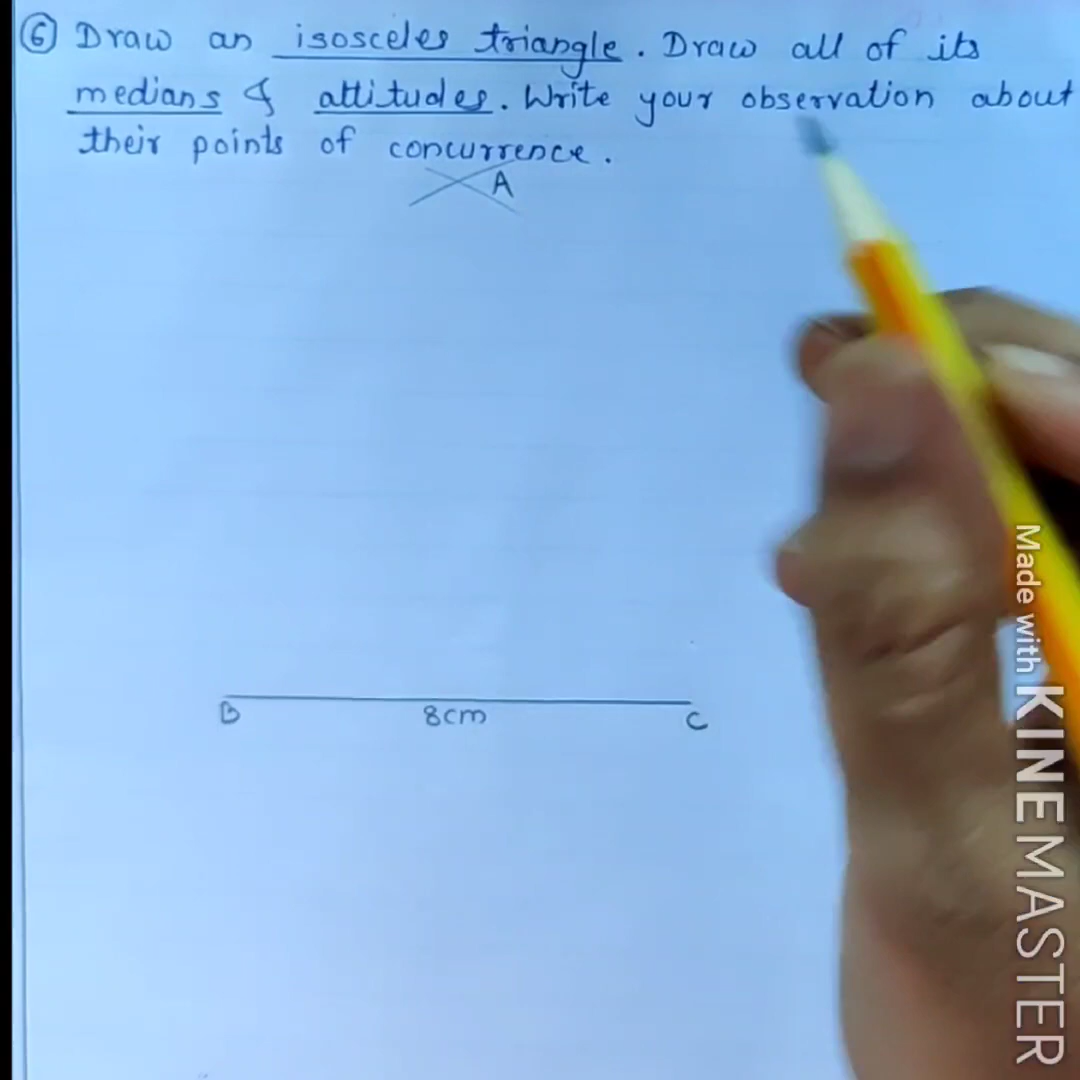 6 Draw an isosceles triangle. Draw all of its
medians & attitudes. Write your observation about
their points of concurrence.
A
B 8cm C
Made with KINEMASTER